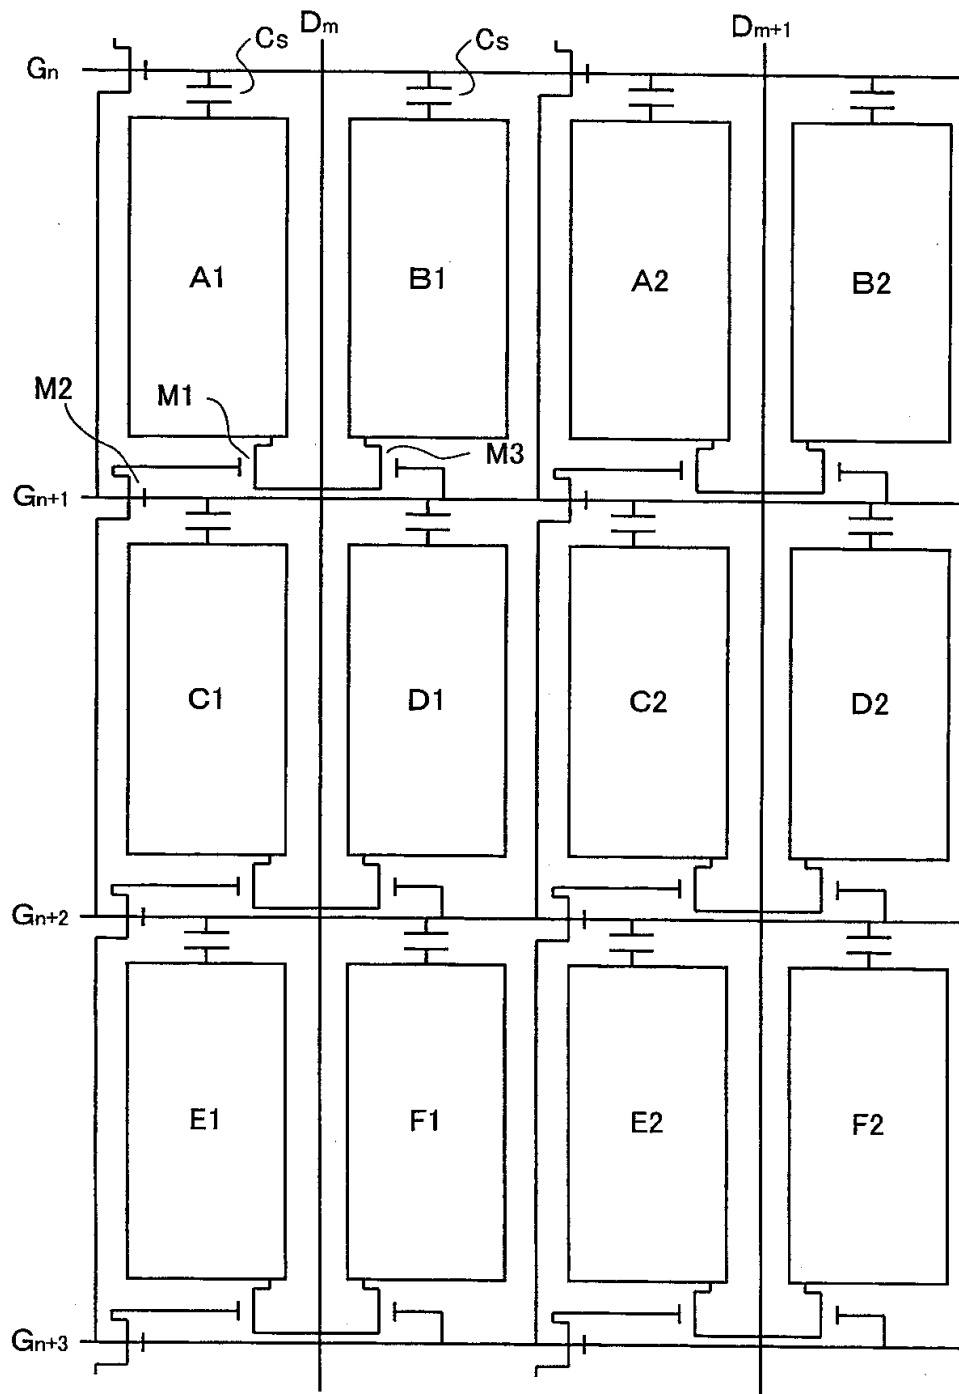 Dm Dm+1
Cs Cs
Gn
A1 B1 A2 B2
M2 M1 M3
Gn+1
C1 D1 C2 D2
Gn+2
E1 F1 E2 F2
Gn+3